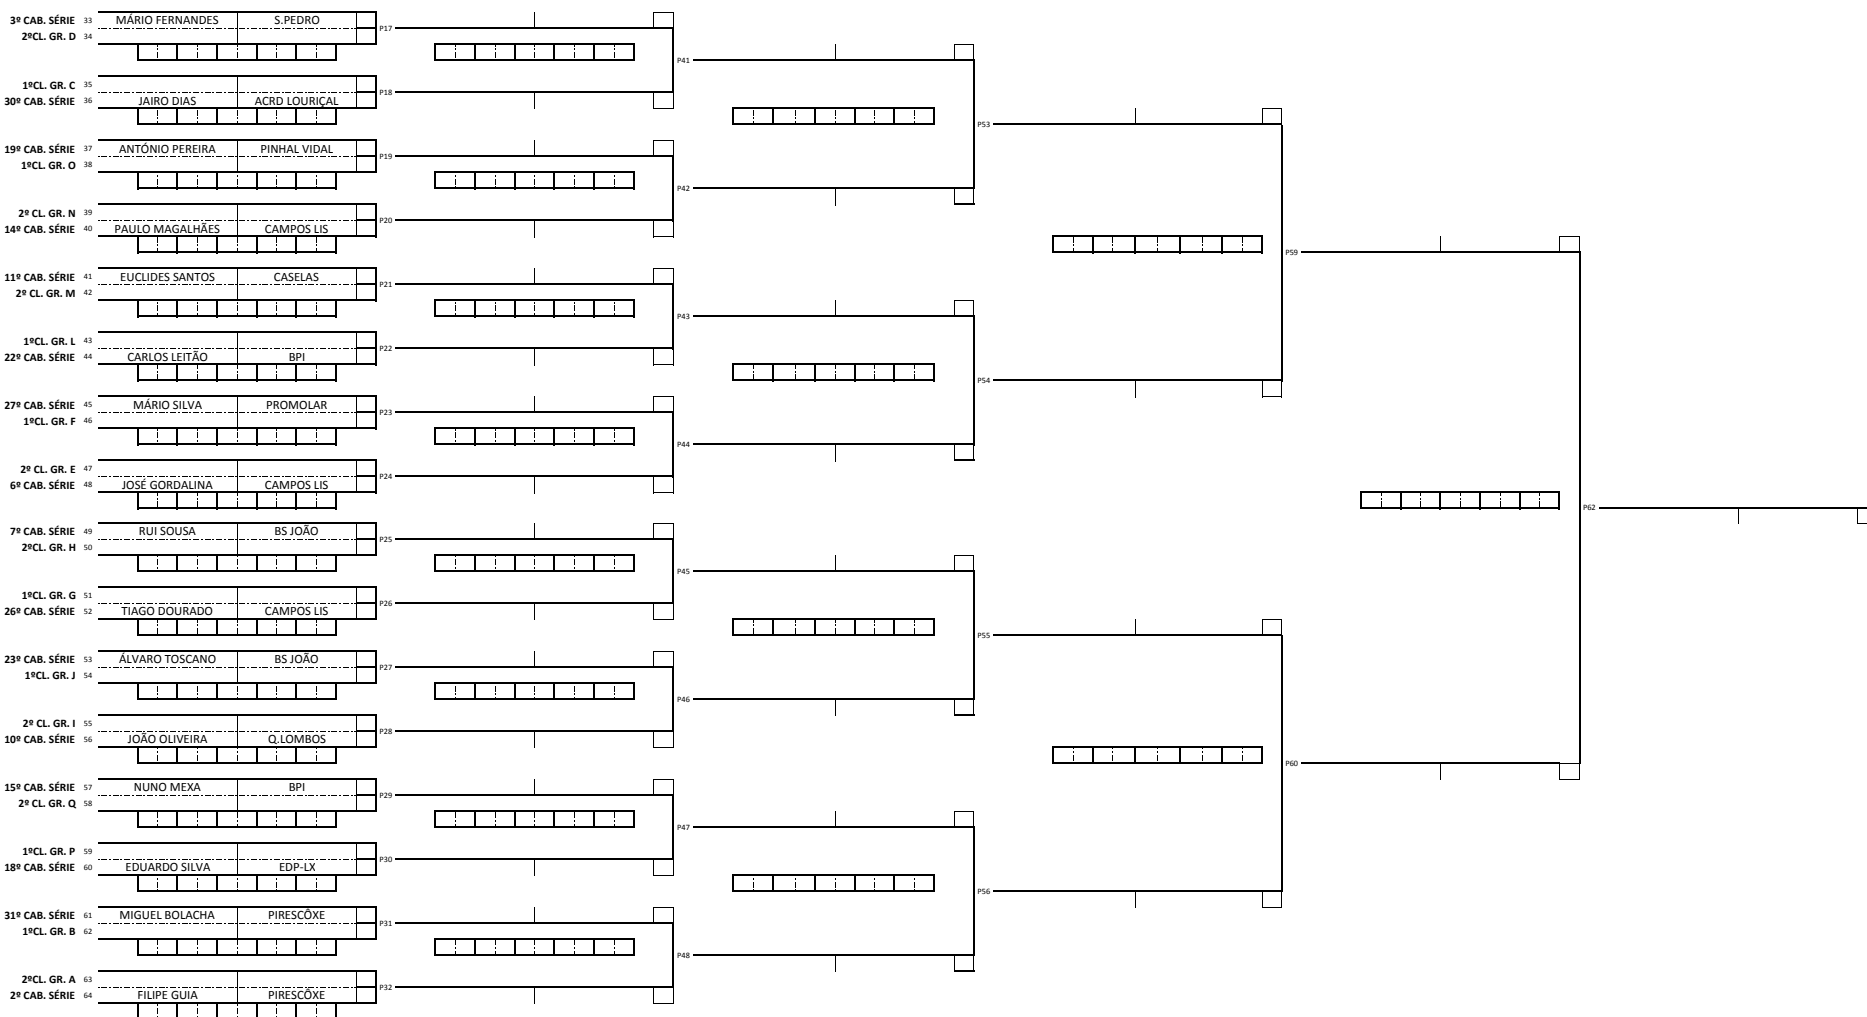 3º CAB. SÉRIE 33 MÁRIO FERNANDES S.PEDRO
P17
2ºCL. GR. D 34
P41
1ºCL. GR. C 35
P18
30º CAB. SÉRIE 36 JAIRO DIAS ACRD LOURIÇAL
P53
19º CAB. SÉRIE 37 ANTÓNIO PEREIRA PINHAL VIDAL
P19
1ºCL. GR. O 38
P42
2º CL. GR. N 39
P20
14º CAB. SÉRIE 40 PAULO MAGALHÃES CAMPOS LIS
P59
11º CAB. SÉRIE 41 EUCLIDES SANTOS CASELAS
P21
2º CL. GR. M 42
P43
1ºCL. GR. L 43
P22
22º CAB. SÉRIE 44 CARLOS LEITÃO BPI
P54
27º CAB. SÉRIE 45 MÁRIO SILVA PROMOLAR
P23
1ºCL. GR. F 46
P44
2º CL. GR. E 47
P24
6º CAB. SÉRIE 48 JOSÉ GORDALINA CAMPOS LIS
P62
7º CAB. SÉRIE 49 RUI SOUSA BS JOÃO
P25
2ºCL. GR. H 50
P45
1ºCL. GR. G 51
P26
26º CAB. SÉRIE 52 TIAGO DOURADO CAMPOS LIS
P55
23º CAB. SÉRIE 53 ÁLVARO TOSCANO BS JOÃO
P27
1ºCL. GR. J 54
P46
2º CL. GR. I 55
P28
10º CAB. SÉRIE 56 JOÃO OLIVEIRA Q.LOMBOS
P60
15º CAB. SÉRIE 57 NUNO MEXA BPI
P29
2º CL. GR. Q 58
P47
1ºCL. GR. P 59
P30
18º CAB. SÉRIE 60 EDUARDO SILVA EDP-LX
P56
31º CAB. SÉRIE 61 MIGUEL BOLACHA PIRESCÔXE
P31
1ºCL. GR. B 62
P48
2ºCL. GR. A 63
P32
2º CAB. SÉRIE 64 FILIPE GUIA PIRESCÔXE